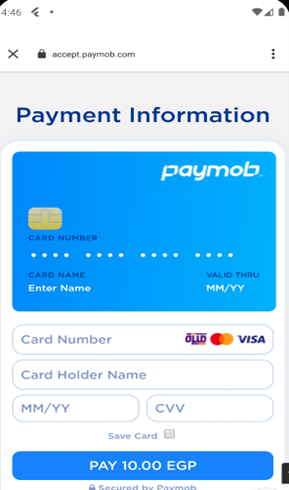 4:46
accept.paymob.com
Payment Information
paymob
CARD NUMBER
CARD NAME
VALID THRU
Enter Name
MM/YY
Card Number
VISA
Card Holder Name
MM/YY
CVV
Save Card
PAY 10.00 EGP
Secured by Paymob